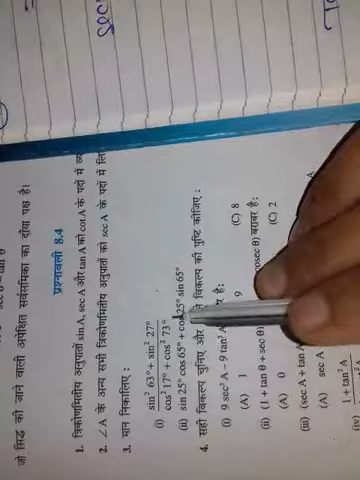 जो सिद्ध की जाने वाली अपेक्षित सर्वसमिका का दाँया पक्ष है।
प्रश्नावली 8.4
1. त्रिकोणमितीय अनुपातों sin A, sec A और tan A को cot A के पदों में
2. ∠A के अन्य सभी त्रिकोणमितीय अनुपातों को sec A के पदों में
3. मान निकालिए :
(i) sin² 63° + sin² 27°
cos² 17° + cos² 73°
(ii) sin 25° cos 65° + cos 25° sin 65°
4. सही विकल्प चुनिए और विकल्प की पुष्टि कीजिए :
(i) 9 sec² A – 9 tan² A है:
(A) 1 9 (C) 8
(ii) (1 + tan θ + sec θ) cosec θ) बराबर है:
(A) 0 (C) 2
(iii) (sec A + tan A
(A) sec A
(iv) 1 + tan² A